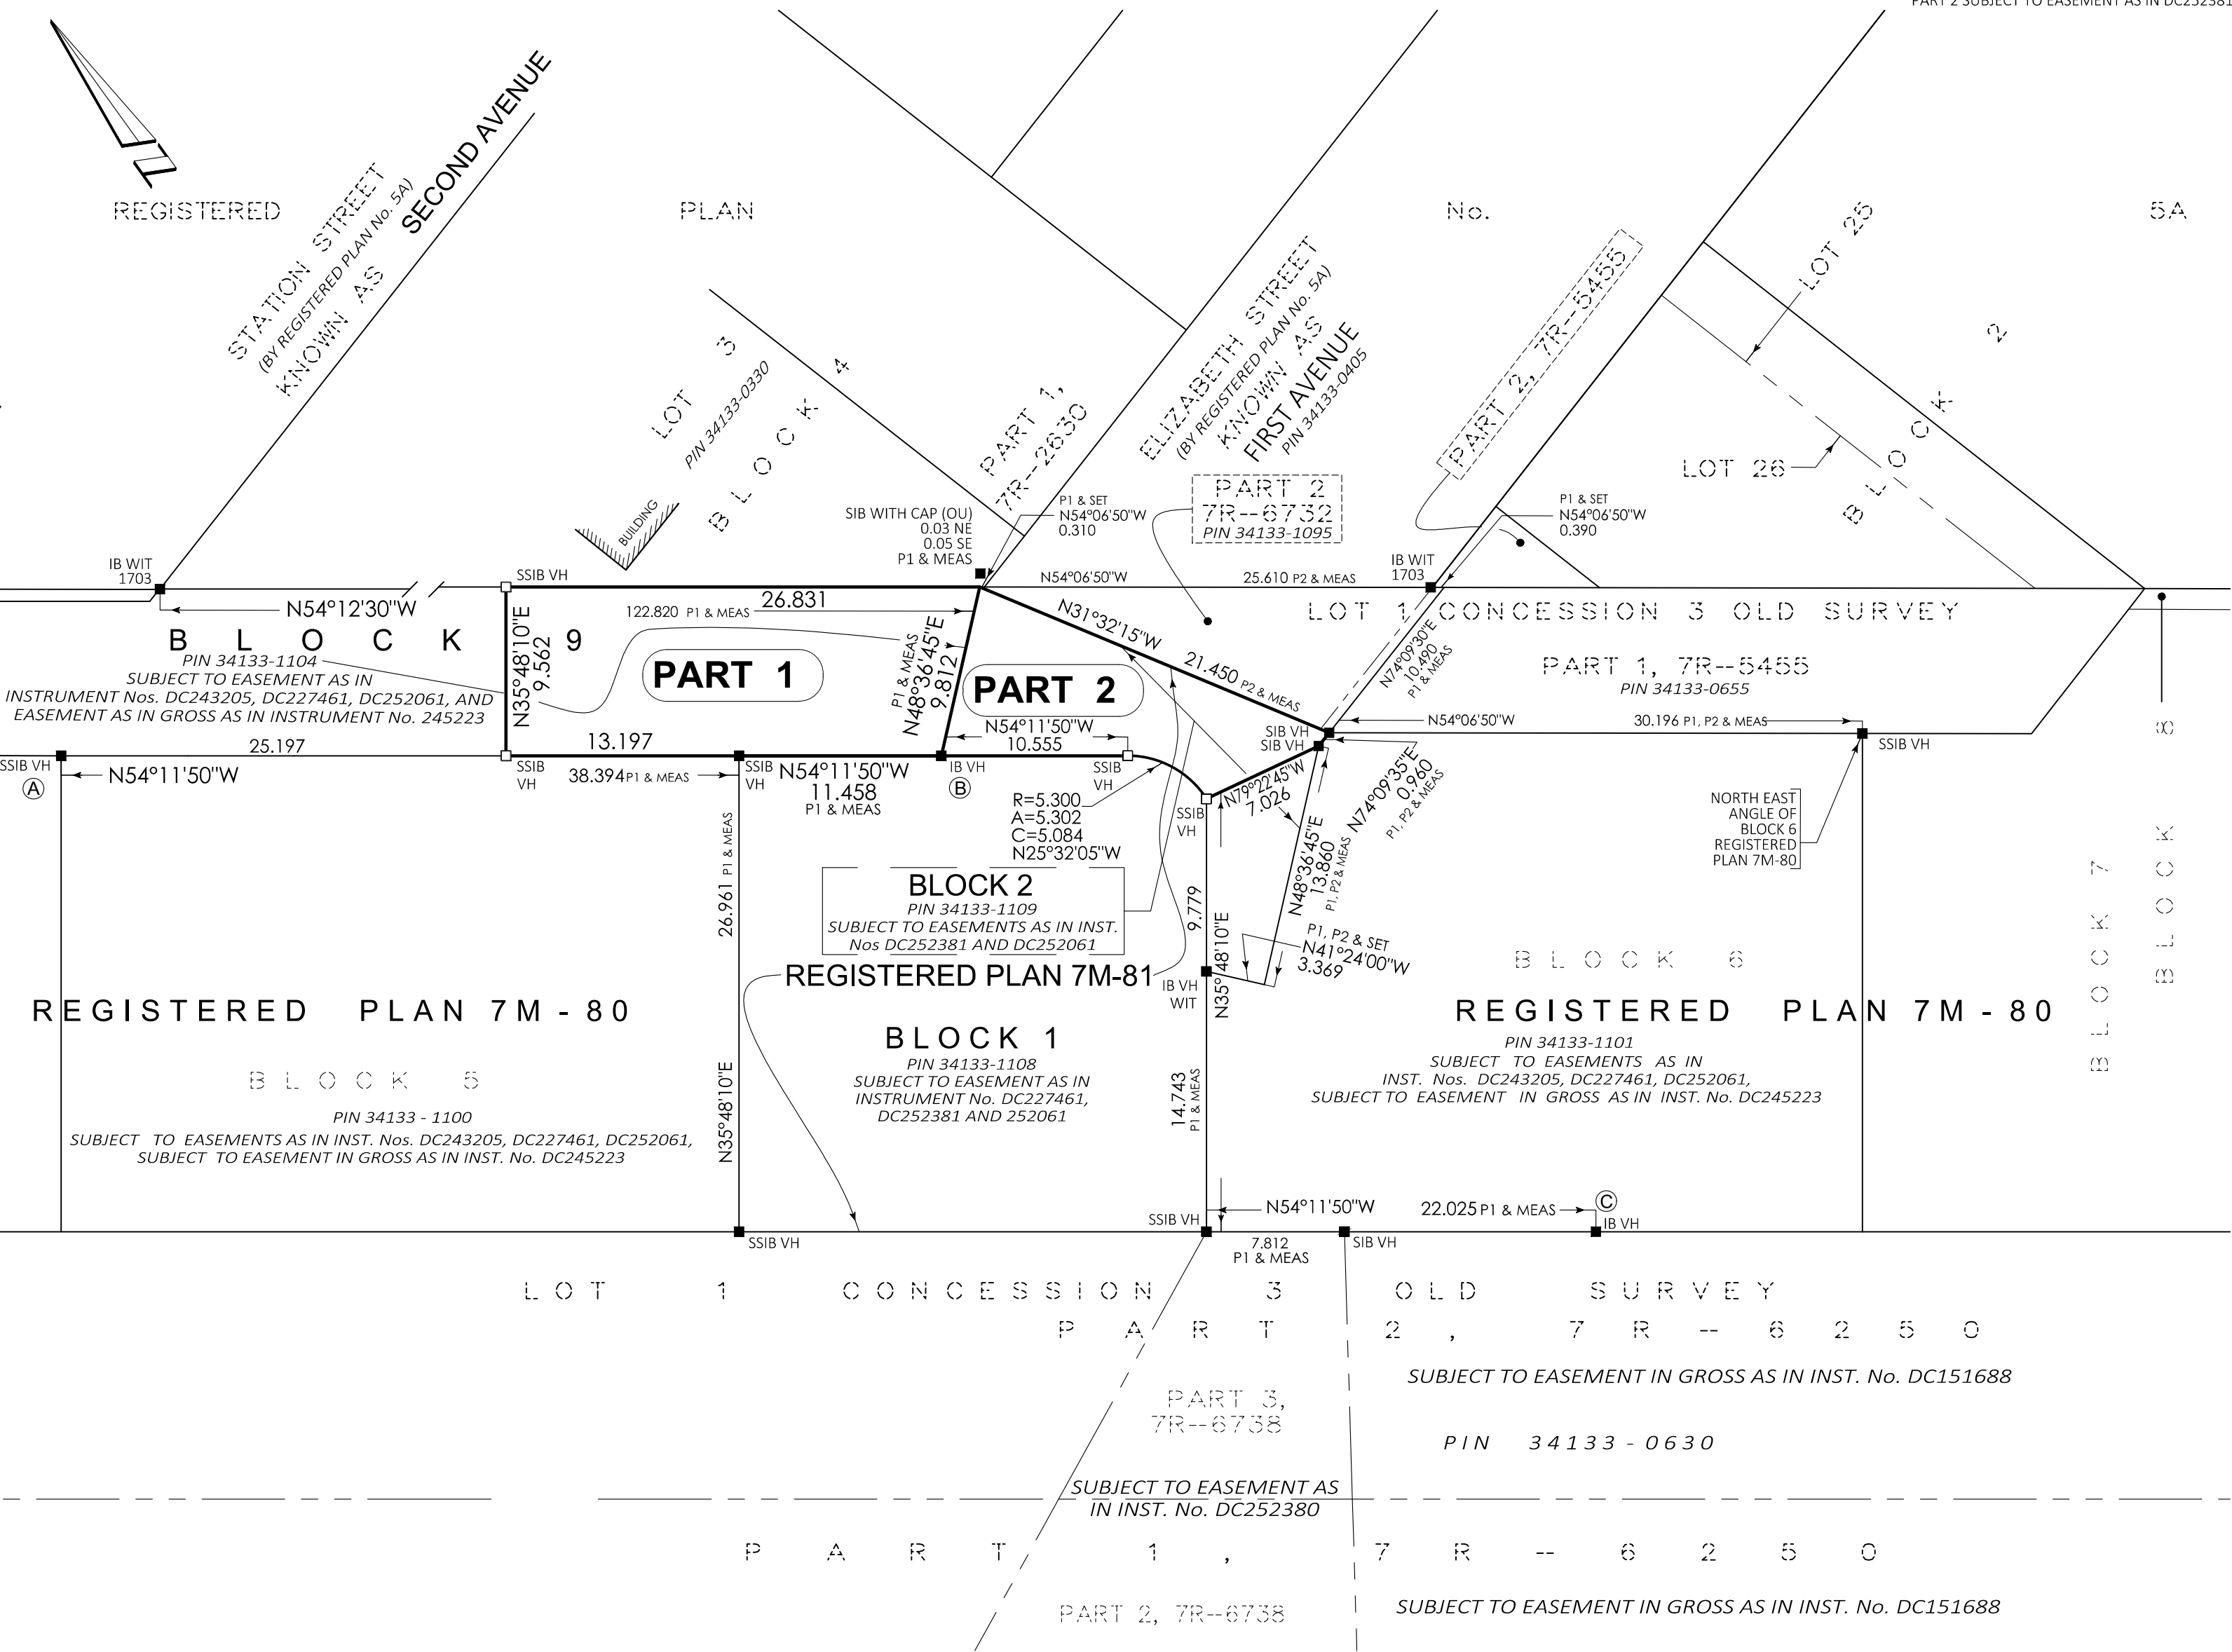 PART 2 SUBJECT TO EASEMENT AS IN DC252381
REGISTERED PLAN No. 5A
STATION STREET
(BY REGISTERED PLAN No. 5A)
KNOWN AS
SECOND AVENUE
LOT 3
PIN 34133-0330
BLOCK 4
BUILDING
PART 1,
7R--2630
ELIZABETH STREET
(BY REGISTERED PLAN No. 5A)
KNOWN AS
FIRST AVENUE
PIN 34133-0405
PART 2, 7R--5455
LOT 25
LOT 26
BLOCK 2
SIB WITH CAP (OU)
0.03 NE
0.05 SE
P1 & MEAS
P1 & SET
N54°06'50"W
0.310
PART 2
7R--6732
PIN 34133-1095
P1 & SET
N54°06'50"W
0.390
IB WIT
1703
SSIB VH
N54°06'50"W
25.610 P2 & MEAS
IB WIT
1703
N54°12'30"W
122.820 P1 & MEAS
26.831
LOT 1 CONCESSION 3 OLD SURVEY
BLOCK 9
PIN 34133-1104
SUBJECT TO EASEMENT AS IN
INSTRUMENT Nos. DC243205, DC227461, DC252061, AND
EASEMENT AS IN GROSS AS IN INSTRUMENT No. 245223
N35°48'10"E
9.562
PART 1
P1 & MEAS
N48°36'45"E
9.812
PART 2
N31°32'15"W
21.450 P2 & MEAS
N74°09'30"E
10.490
P1 & MEAS
PART 1, 7R--5455
PIN 34133-0655
N54°11'50"W
10.555
SIB VH
SIB VH
N54°06'50"W
30.196 P1, P2 & MEAS
SSIB VH
25.197
13.197
SSIB VH
A
N54°11'50"W
SSIB
VH
38.394 P1 & MEAS
SSIB
VH
N54°11'50"W
11.458
P1 & MEAS
IB VH
B
SSIB
VH
R=5.300
A=5.302
C=5.084
N25°32'05"W
SSIB
VH
N79°22'45"W
7.026
N74°09'35"E
0.960
P1, P2 & MEAS
N48°36'45"E
13.860
P1, P2 & MEAS
NORTH EAST
ANGLE OF
BLOCK 6
REGISTERED
PLAN 7M-80
26.961 P1 & MEAS
N35°48'10"E
BLOCK 2
PIN 34133-1109
SUBJECT TO EASEMENTS AS IN INST.
Nos DC252381 AND DC252061
REGISTERED PLAN 7M-81
9.779
N35°48'10"E
P1, P2 & SET
N41°24'00"W
3.369
IB VH
WIT
BLOCK 7
BLOCK 8
REGISTERED PLAN 7M - 80
BLOCK 5
PIN 34133 - 1100
SUBJECT TO EASEMENTS AS IN INST. Nos. DC243205, DC227461, DC252061,
SUBJECT TO EASEMENT IN GROSS AS IN INST. No. DC245223
BLOCK 1
PIN 34133-1108
SUBJECT TO EASEMENT AS IN
INSTRUMENT No. DC227461,
DC252381 AND 252061
14.743
P1 & MEAS
BLOCK 6
REGISTERED PLAN 7M - 80
PIN 34133-1101
SUBJECT TO EASEMENTS AS IN
INST. Nos. DC243205, DC227461, DC252061,
SUBJECT TO EASEMENT IN GROSS AS IN INST. No. DC245223
SSIB VH
SSIB VH
N54°11'50"W
22.025 P1 & MEAS
C
IB VH
7.812
P1 & MEAS
SIB VH
LOT 1 CONCESSION 3 OLD SURVEY
PART 2, 7R--6250
SUBJECT TO EASEMENT IN GROSS AS IN INST. No. DC151688
PART 3,
7R--6738
PIN 34133 - 0630
SUBJECT TO EASEMENT AS
IN INST. No. DC252380
PART 1, 7R--6250
PART 2, 7R--6738
SUBJECT TO EASEMENT IN GROSS AS IN INST. No. DC151688